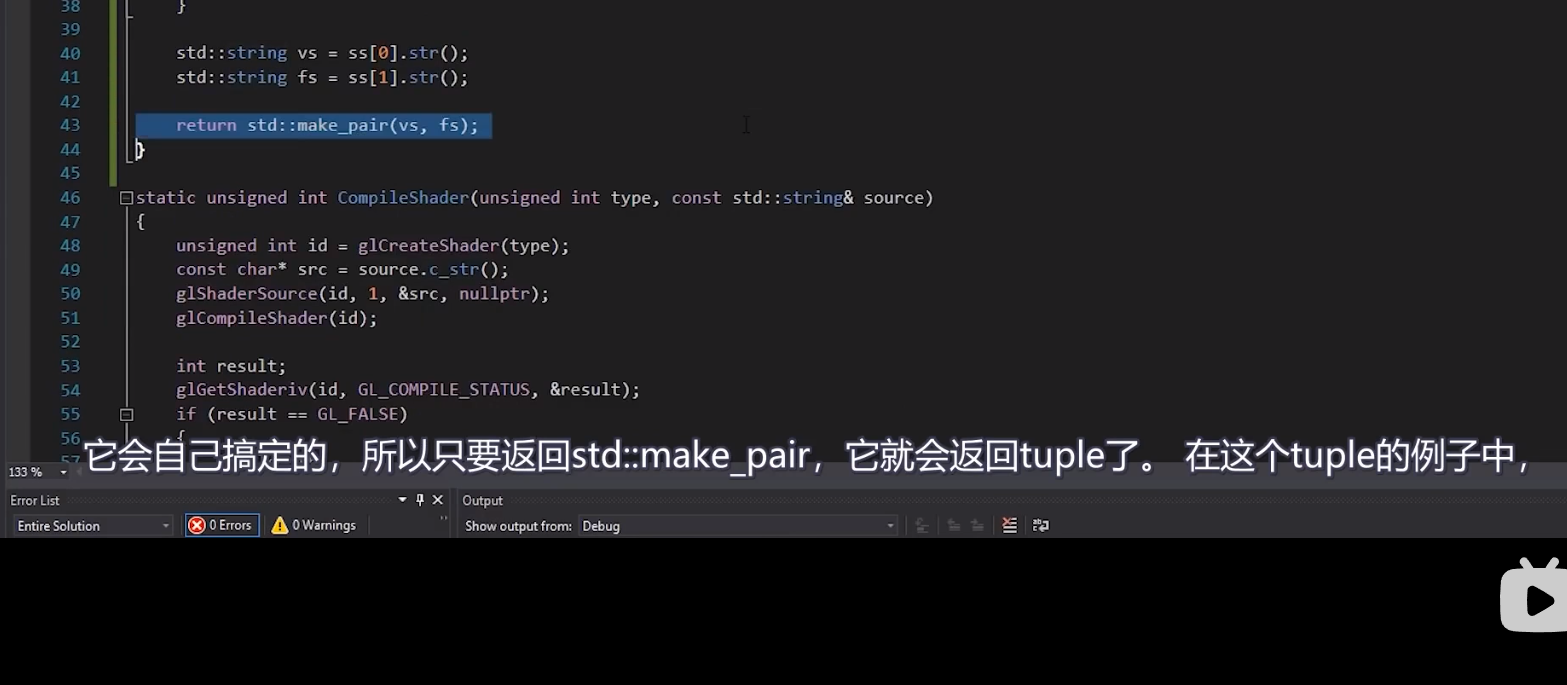 38 }
39
40 std::string vs = ss[0].str();
41 std::string fs = ss[1].str();
42
43 return std::make_pair(vs, fs);
44 }
45
46 static unsigned int CompileShader(unsigned int type, const std::string& source)
47 {
48 unsigned int id = glCreateShader(type);
49 const char* src = source.c_str();
50 glShaderSource(id, 1, &src, nullptr);
51 glCompileShader(id);
52
53 int result;
54 glGetShaderiv(id, GL_COMPILE_STATUS, &result);
55 if (result == GL_FALSE)
56 {
57
它会自己搞定的，所以只要返回std::make_pair，它就会返回tuple了。 在这个tuple的例子中，
133 %
Error List
Output
Entire Solution 0 Errors 0 Warnings
Show output from: Debug